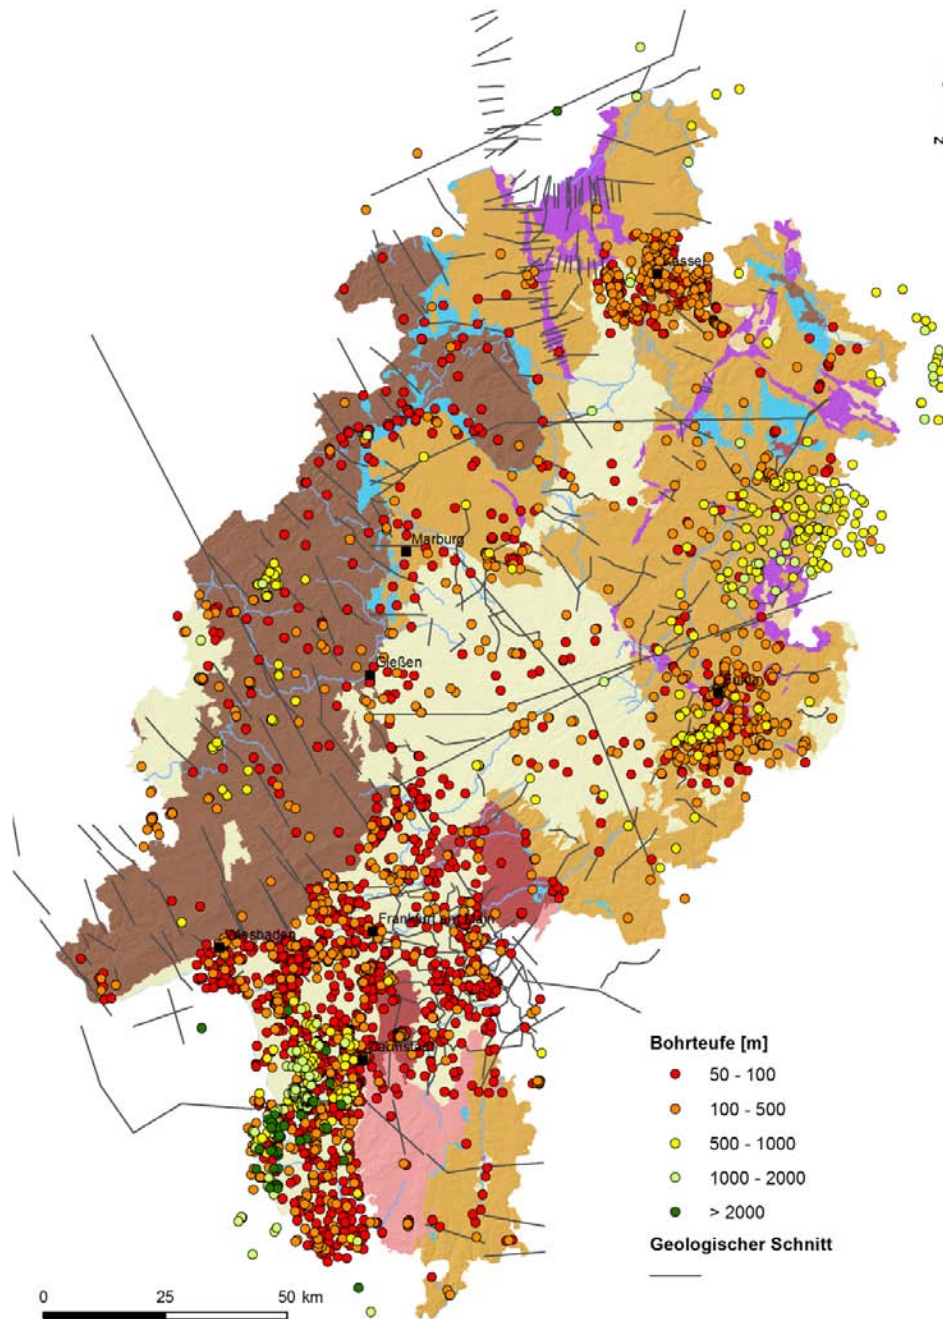 N
Kassel
Marburg
Gießen
Fulda
Frankfurt am Main
Wiesbaden
Darmstadt
Bohrteufe [m]
50 - 100
100 - 500
500 - 1000
1000 - 2000
> 2000
Geologischer Schnitt
0 25 50 km